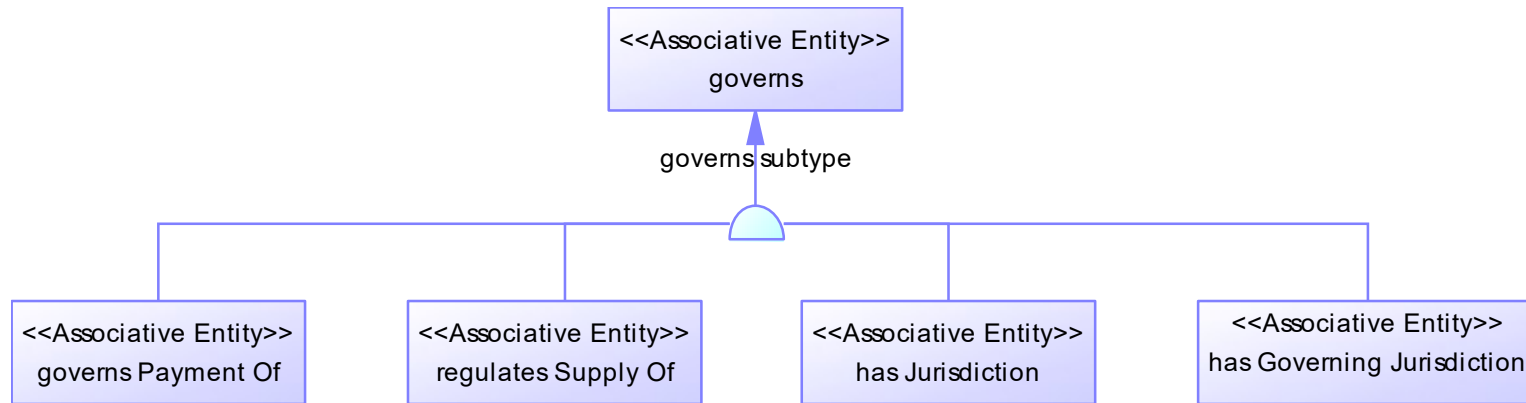 <<Associative Entity>>
governs
governs subtype
<<Associative Entity>>
governs Payment Of
<<Associative Entity>>
regulates Supply Of
<<Associative Entity>>
has Jurisdiction
<<Associative Entity>>
has Governing Jurisdiction